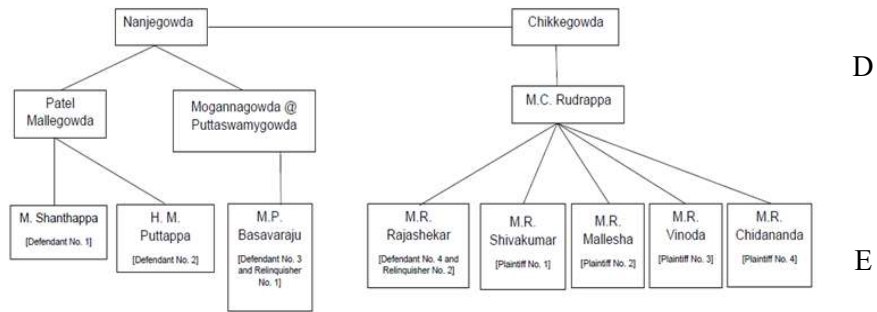 Nanjegowda
Chikkegowda
D
Patel
Mallegowda
Mogannagowda @
Puttaswamygowda
M.C. Rudrappa
M. Shanthappa
[Defendant No. 1]
H. M.
Puttappa
[Defendant No. 2]
M.P.
Basavaraju
[Defendant No. 3
and Relinquisher
No. 1]
M.R.
Rajashekar
[Defendant No. 4 and
Relinquisher No. 2]
M.R.
Shivakumar
[Plaintiff No. 1]
M.R.
Mallesha
[Plaintiff No. 2]
M.R.
Vinoda
[Plaintiff No. 3]
M.R.
Chidananda
[Plaintiff No. 4]
E